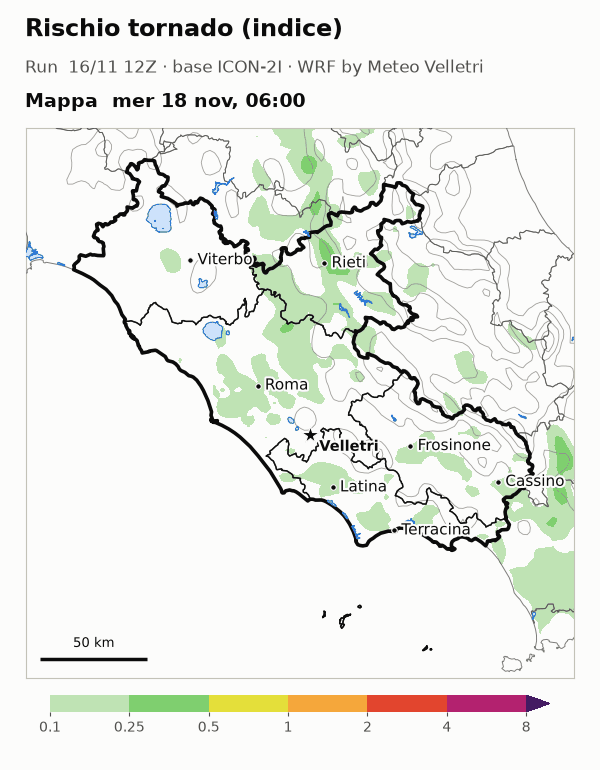 Rischio tornado (indice)
Run 16/11 12Z · base ICON-2I · WRF by Meteo Velletri
Mappa mer 18 nov, 06:00
Viterbo
Rieti
Roma
Velletri
Frosinone
Cassino
Latina
Terracina
50 km
0.1 0.25 0.5 1 2 4 8